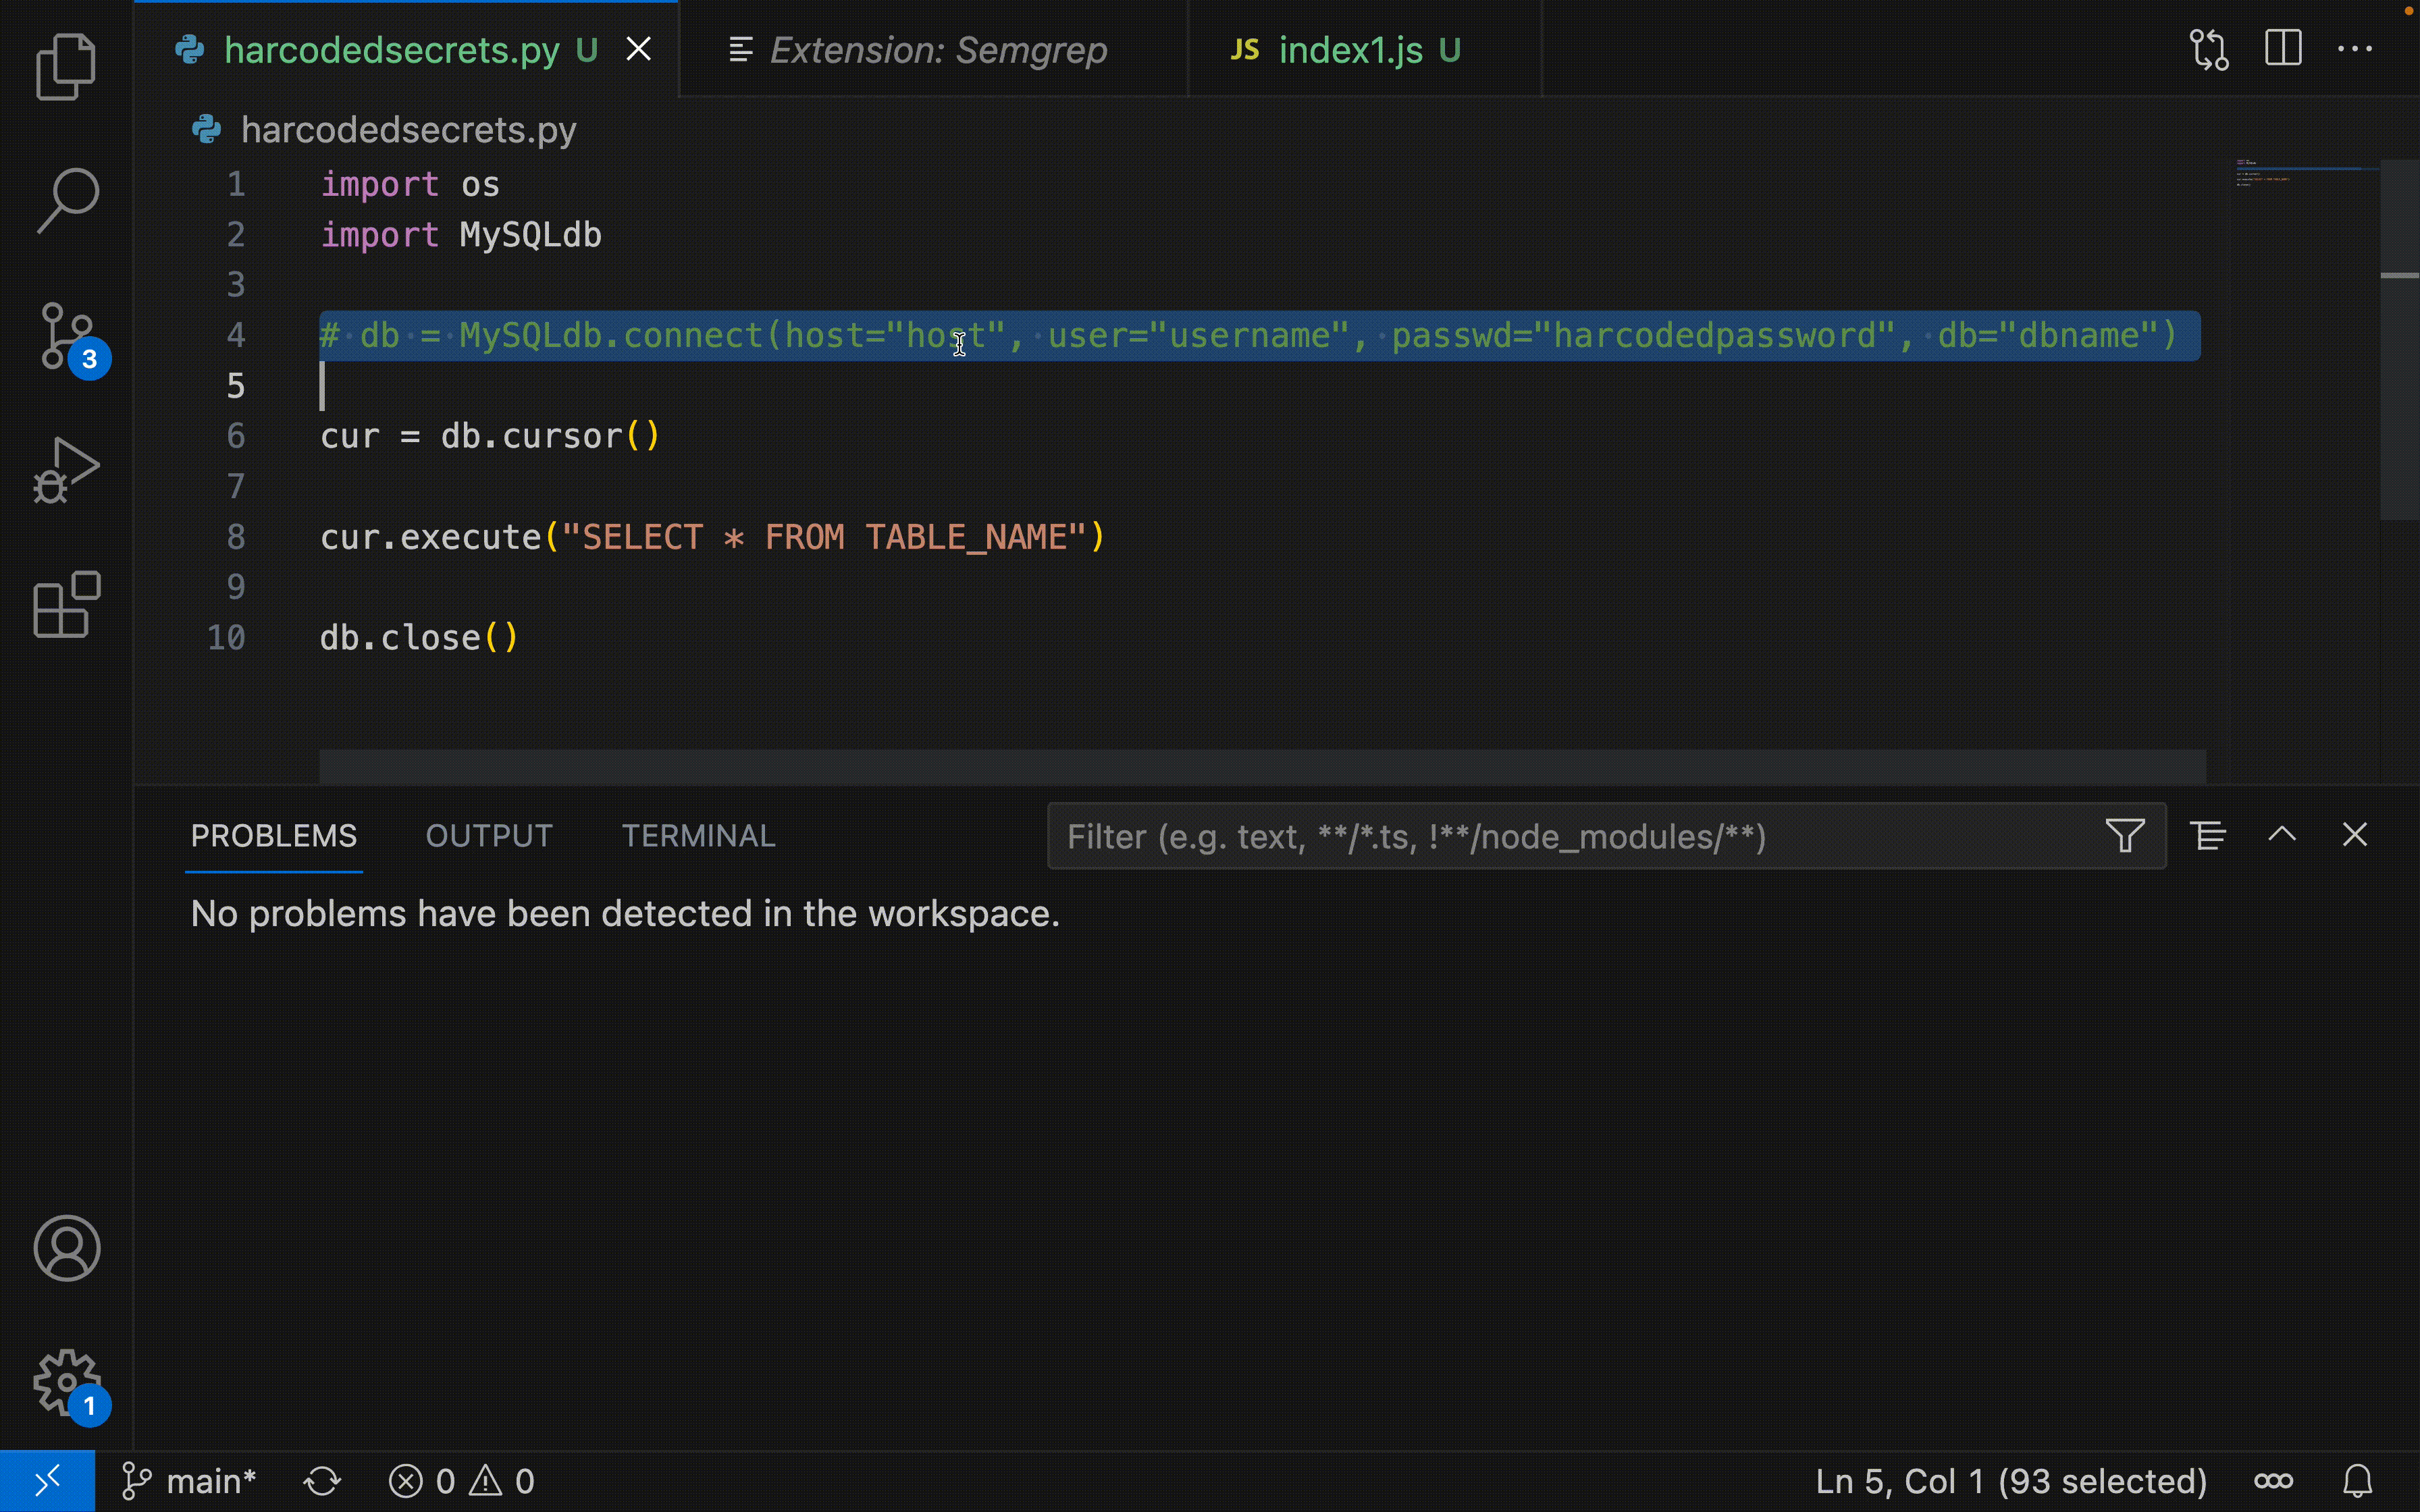 harcodedsecrets.py U
Extension: Semgrep
JS index1.js U
harcodedsecrets.py
1 import os
2 import MySQLdb
3
4 # db = MySQLdb.connect(host="host", user="username", passwd="harcodedpassword", db="dbname")
5
6 cur = db.cursor()
7
8 cur.execute("SELECT * FROM TABLE_NAME")
9
10 db.close()
3
PROBLEMS OUTPUT TERMINAL
Filter (e.g. text, **/*.ts, !**/node_modules/**)
No problems have been detected in the workspace.
1
main* 0 0
Ln 5, Col 1 (93 selected)